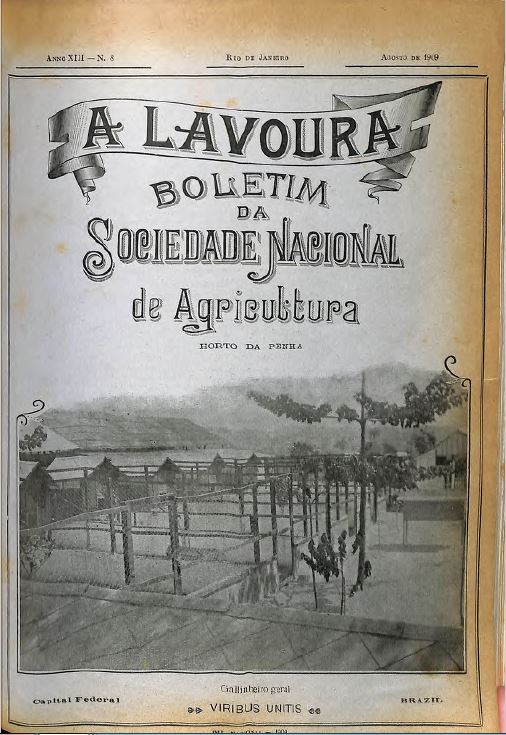 ANNO XIII — N. 8
RIO DE JANEIRO
AGOSTO DE 1909
A LAVOURA
BOLETIM
DA
SOCIEDADE NACIONAL
de Agricultura
HORTO DA PENHA
Gallinheiro geral
Capital Federal
BRAZIL
VIRIBUS UNITIS